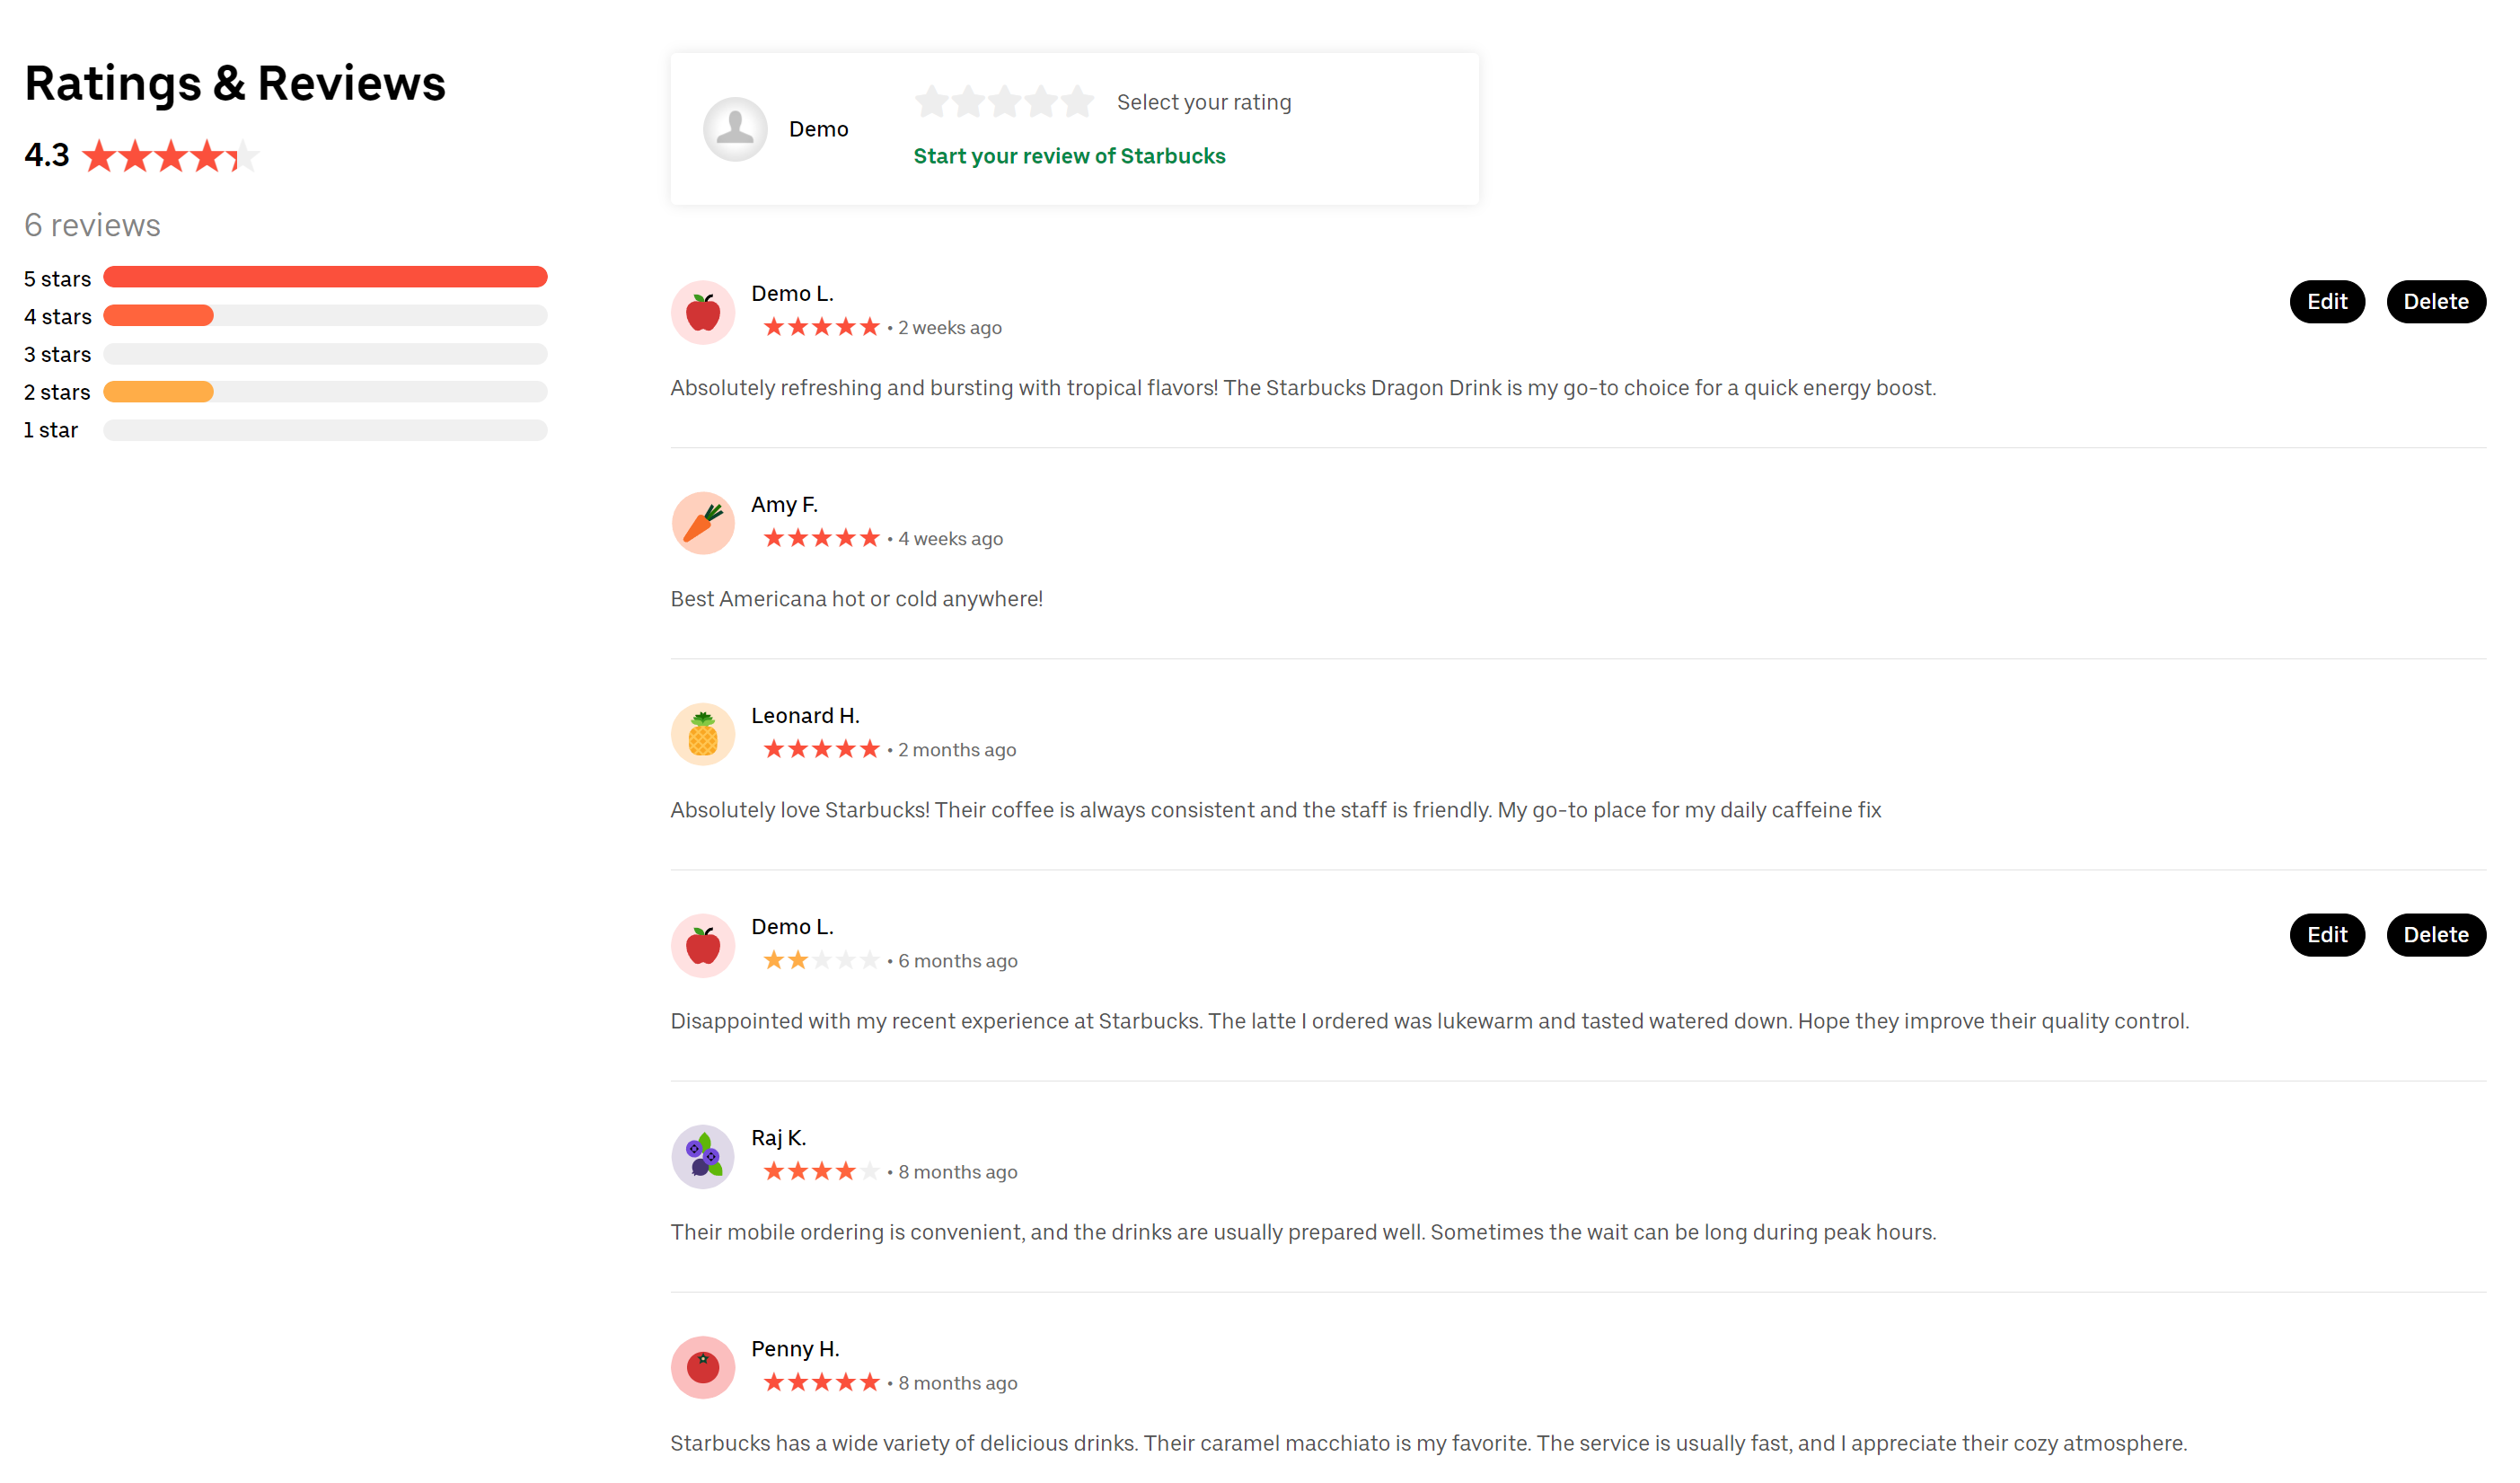 Ratings & Reviews
4.3
6 reviews
5 stars
4 stars
3 stars
2 stars
1 star
Demo
Select your rating
Start your review of Starbucks
Demo L.
• 2 weeks ago
Edit
Delete
Absolutely refreshing and bursting with tropical flavors! The Starbucks Dragon Drink is my go-to choice for a quick energy boost.
Amy F.
• 4 weeks ago
Best Americana hot or cold anywhere!
Leonard H.
• 2 months ago
Absolutely love Starbucks! Their coffee is always consistent and the staff is friendly. My go-to place for my daily caffeine fix
Demo L.
• 6 months ago
Edit
Delete
Disappointed with my recent experience at Starbucks. The latte I ordered was lukewarm and tasted watered down. Hope they improve their quality control.
Raj K.
• 8 months ago
Their mobile ordering is convenient, and the drinks are usually prepared well. Sometimes the wait can be long during peak hours.
Penny H.
• 8 months ago
Starbucks has a wide variety of delicious drinks. Their caramel macchiato is my favorite. The service is usually fast, and I appreciate their cozy atmosphere.